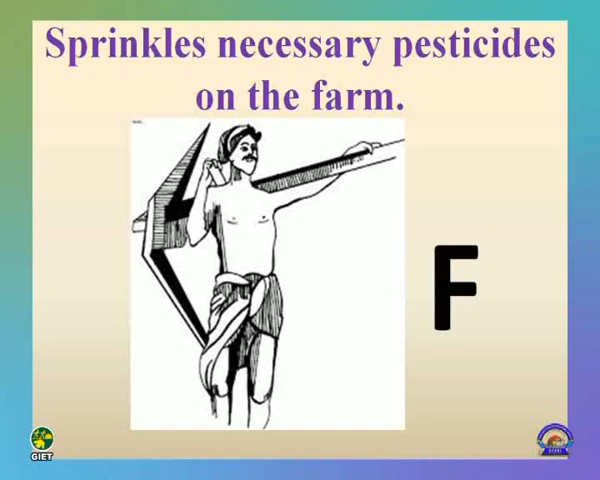 Sprinkles necessary pesticides
on the farm.
F
GIET